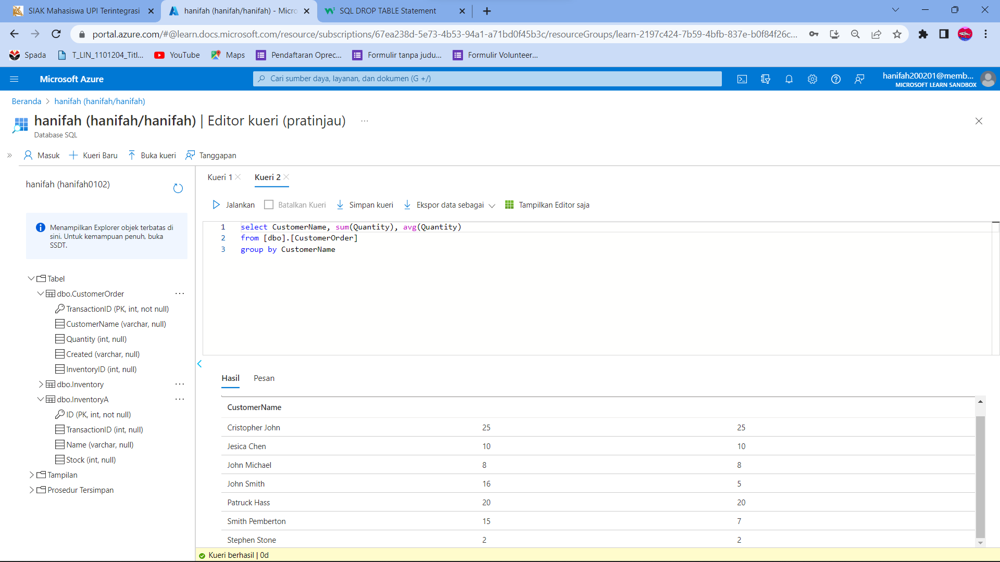 SIAK Mahasiswa UPI Terintegrasi
hanifah (hanifah/hanifah) - Micro
SQL DROP TABLE Statement
portal.azure.com/#@learn.docs.microsoft.com/resource/subscriptions/67ea238d-5e73-4b53-94a1-a71bd0f45b3c/resourceGroups/learn-2197c424-7b59-4bfb-837e-b0f84f26c...
Spada
T_LIN_1101204_Titl...
YouTube
Maps
Pendaftaran Oprec...
Formulir tanpa judu...
Formulir Volunteer...
Microsoft Azure
Cari sumber daya, layanan, dan dokumen (G +/)
hanifah200201@memb...
MICROSOFT LEARN SANDBOX
Beranda > hanifah (hanifah/hanifah)
hanifah (hanifah/hanifah) | Editor kueri (pratinjau) ...
Database SQL
Masuk
Kueri Baru
Buka kueri
Tanggapan
hanifah (hanifah0102)
Menampilkan Explorer objek terbatas di
sini. Untuk kemampuan penuh, buka
SSDT.
Tabel
dbo.CustomerOrder ...
TransactionID (PK, int, not null)
CustomerName (varchar, null)
Quantity (int, null)
Created (varchar, null)
InventoryID (int, null)
dbo.Inventory ...
dbo.InventoryA ...
ID (PK, int, not null)
TransactionID (int, null)
Name (varchar, null)
Stock (int, null)
Tampilan
Prosedur Tersimpan
Kueri 1
Kueri 2
Jalankan
Batalkan Kueri
Simpan kueri
Ekspor data sebagai
Tampilkan Editor saja
1 select CustomerName, sum(Quantity), avg(Quantity)
2 from [dbo].[CustomerOrder]
3 group by CustomerName
Hasil
Pesan
CustomerName
Cristopher John 25 25
Jesica Chen 10 10
John Michael 8 8
John Smith 16 5
Patruck Hass 20 20
Smith Pemberton 15 7
Stephen Stone 2 2
Kueri berhasil | 0d